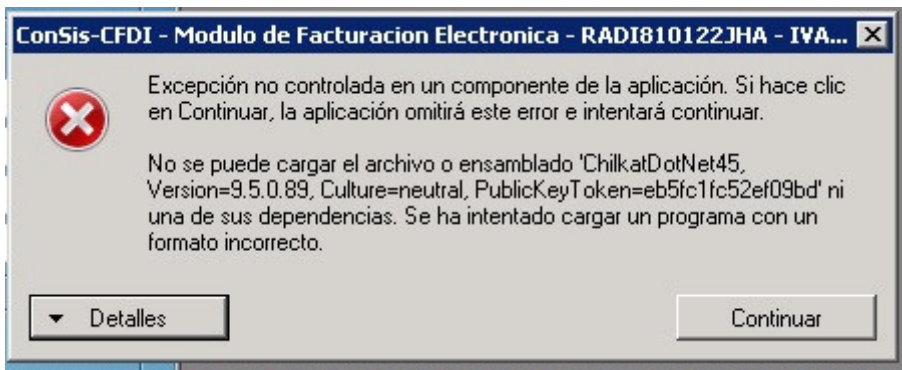 ConSis-CFDI - Modulo de Facturacion Electronica - RADI810122JHA - IVA...
Excepción no controlada en un componente de la aplicación. Si hace clic
en Continuar, la aplicación omitirá este error e intentará continuar.
No se puede cargar el archivo o ensamblado 'ChilkatDotNet45,
Version=9.5.0.89, Culture=neutral, PublicKeyToken=eb5fc1fc52ef09bd' ni
una de sus dependencias. Se ha intentado cargar un programa con un
formato incorrecto.
Detalles
Continuar